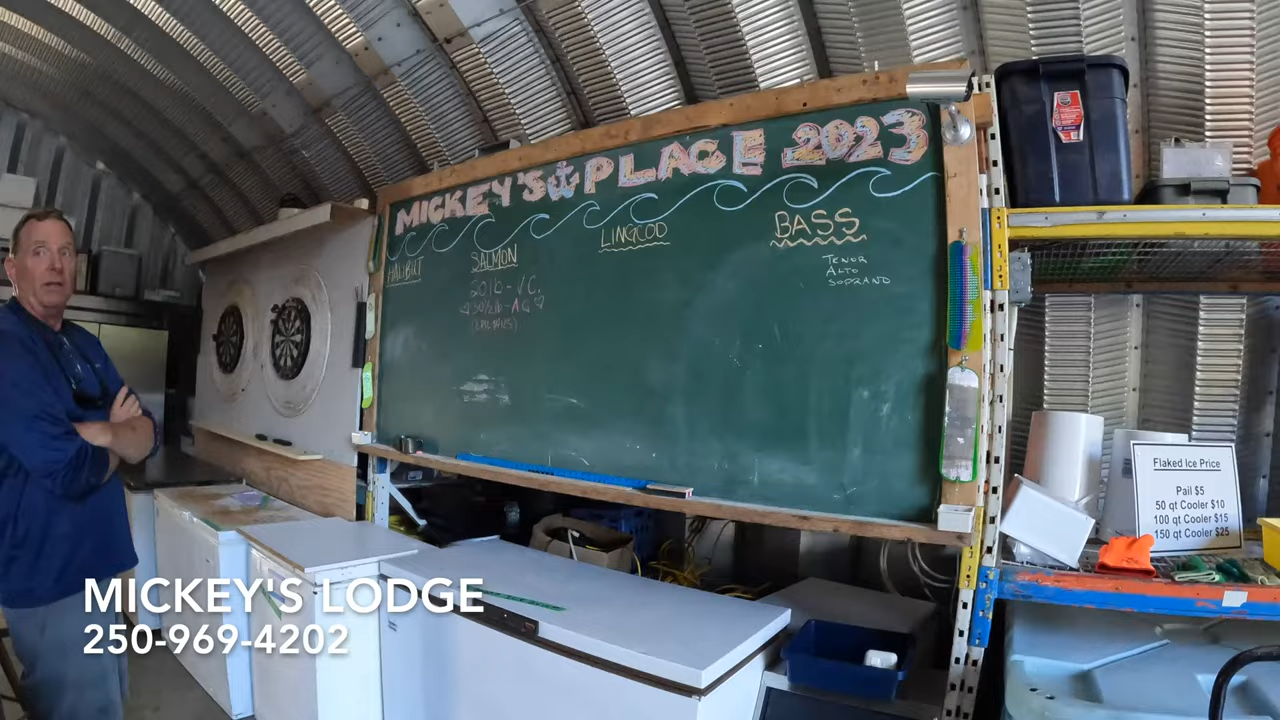 MICKEY'S PLACE 2023
HALIBUT
SALMON
LINGCOD
BASS
30lb - √C.
TENOR
ALTO
SOPRANO
Flaked Ice Price
Pail $5
50 qt Cooler $10
100 qt Cooler $15
150 qt Cooler $25
MICKEY'S LODGE
250-969-4202